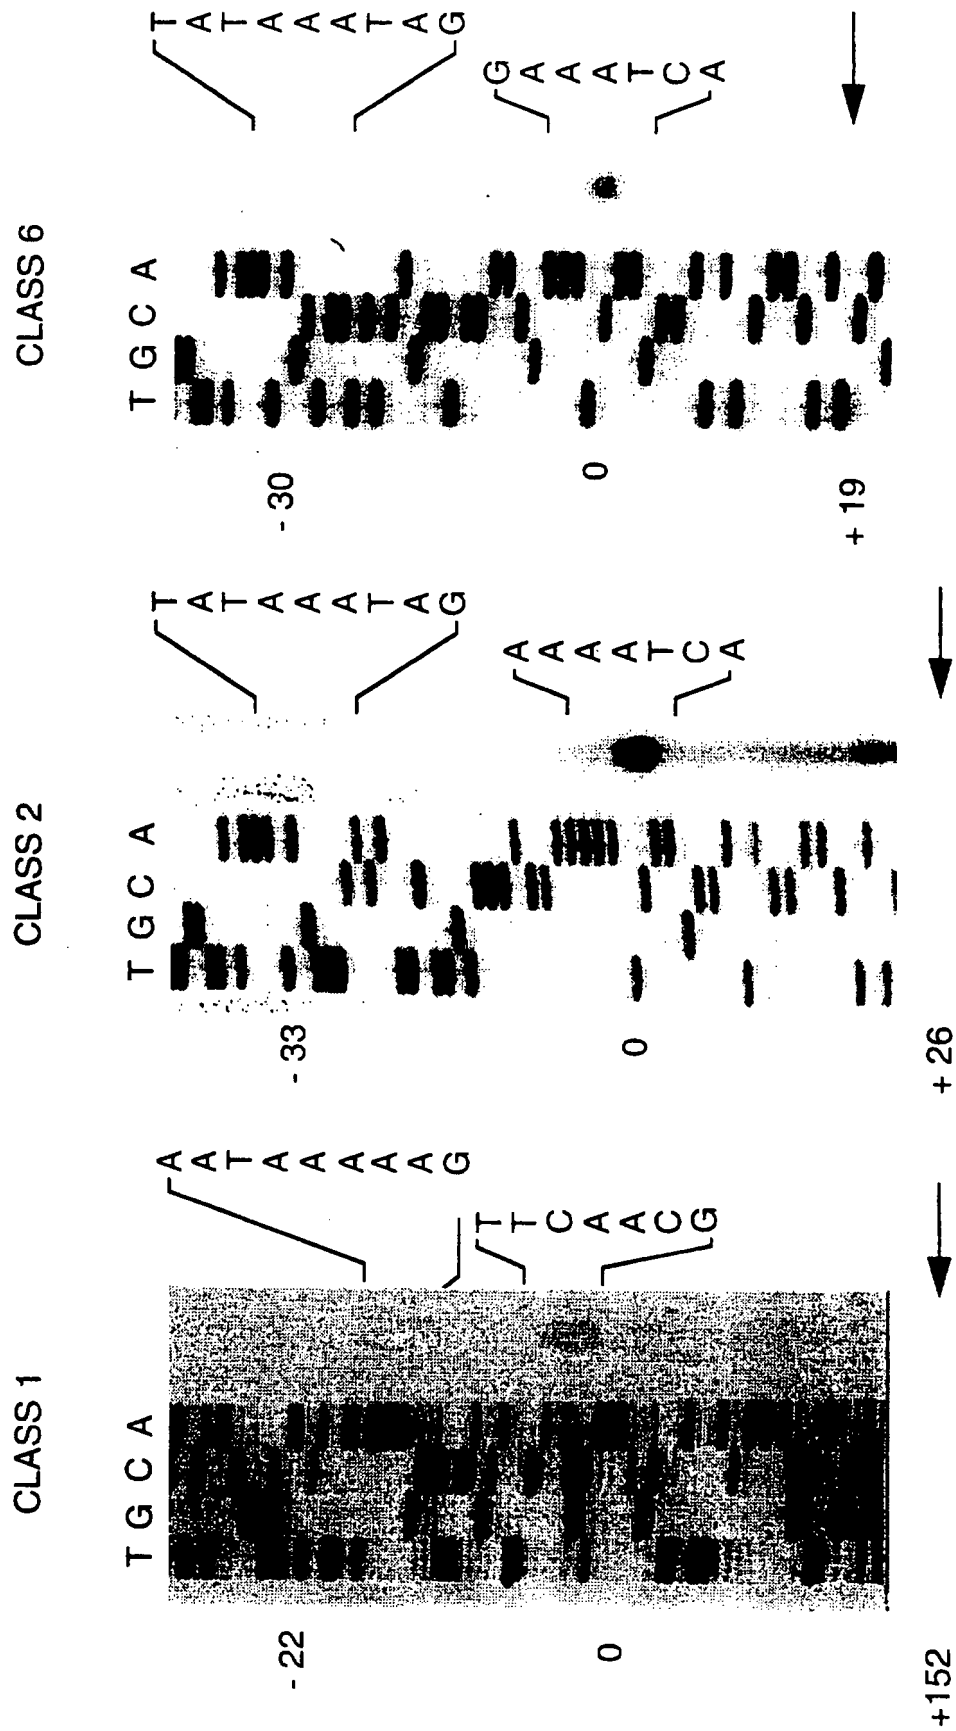 CLASS 1
T G C A
- 22
0
+152
A A T A A A A A G
T T C A A C G
CLASS 2
T G C A
- 33
0
+ 26
T A T A A A T A G
A A A A T C A
CLASS 6
T G C A
- 30
0
+ 19
T A T A A A T A G
G A A A T C A